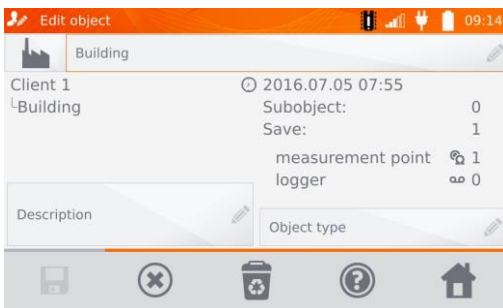 Edit object
09:14
Building
Client 1
Building
2016.07.05 07:55
Subobject: 0
Save: 1
measurement point 1
logger 0
Description
Object type